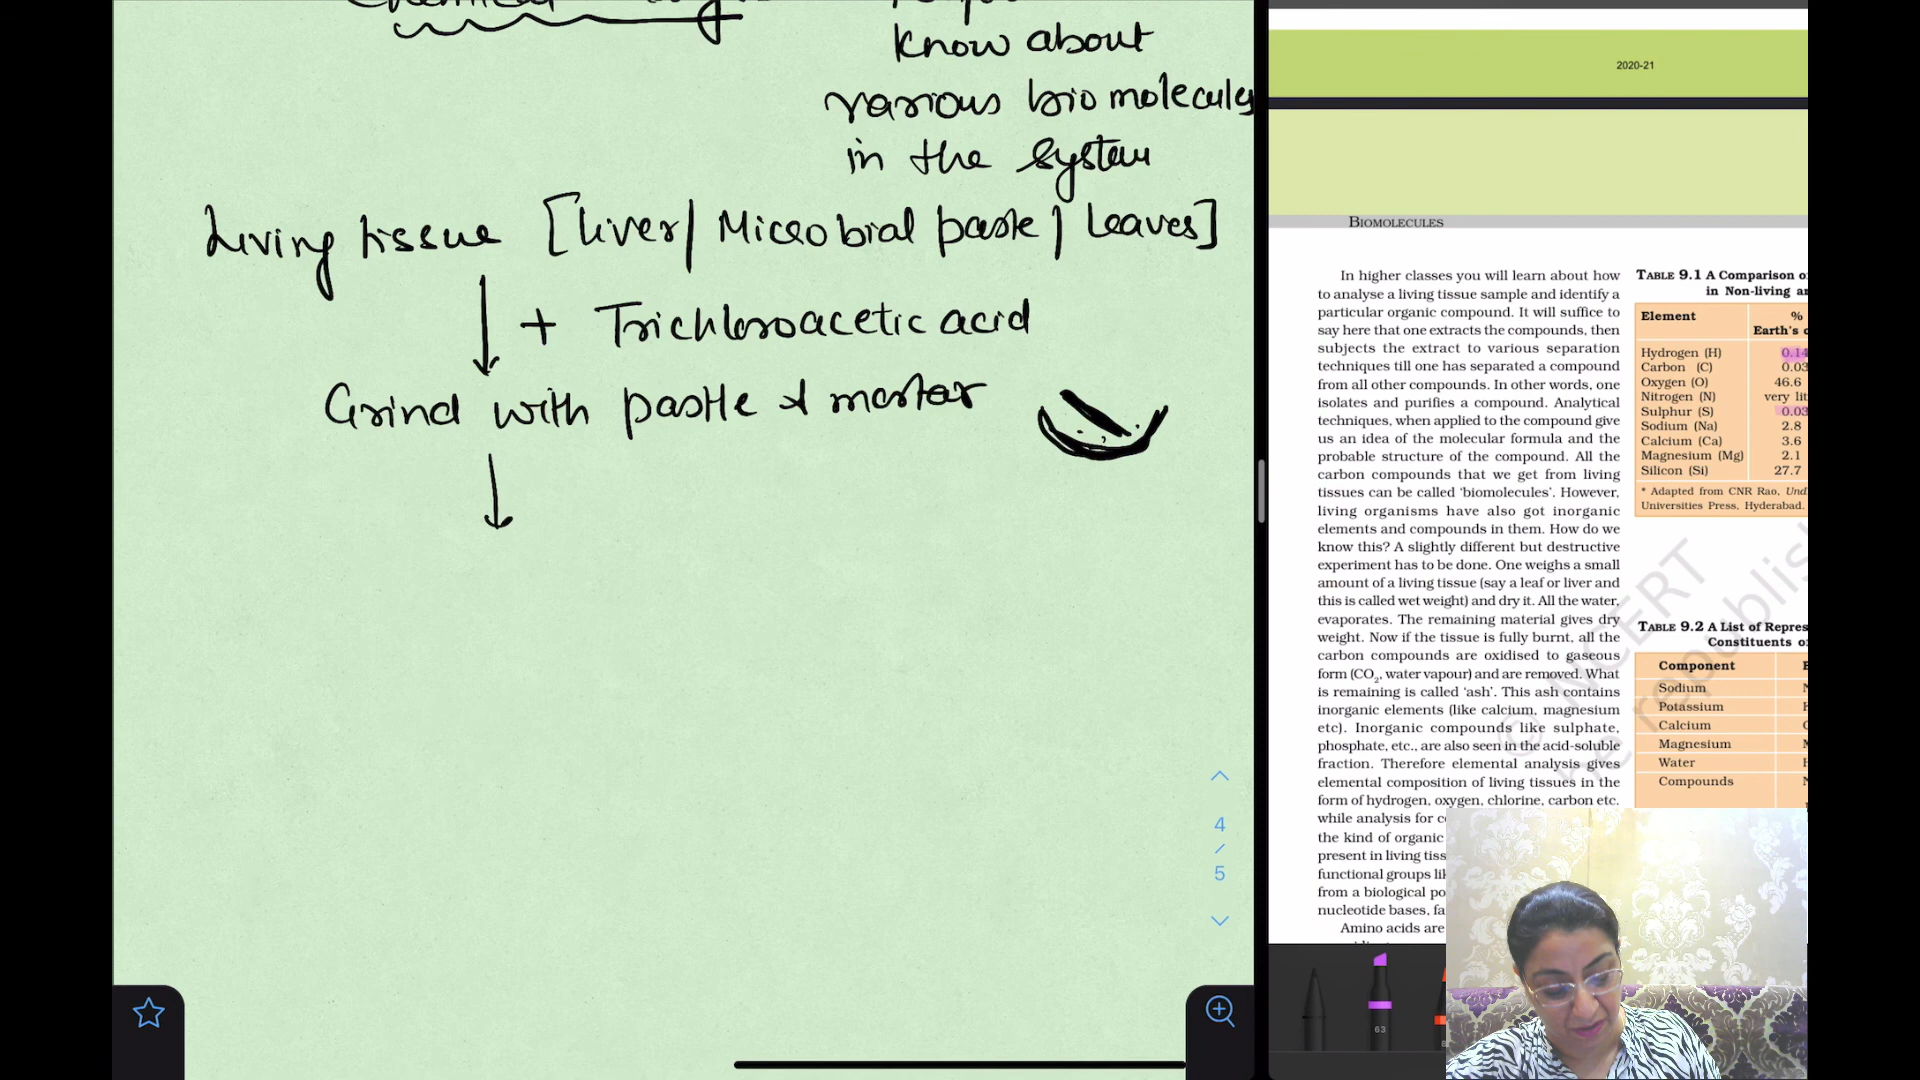 Chemical
know about
various biomolecules
in the system
Living tissue [liver/ Microbial paste/ Leaves]
+ Trichloroacetic acid
Grind with pastle & mortar
4
/
5
2020-21
BIOMOLECULES
In higher classes you will learn about how
to analyse a living tissue sample and identify a
particular organic compound. It will suffice to
say here that one extracts the compounds, then
subjects the extract to various separation
techniques till one has separated a compound
from all other compounds. In other words, one
isolates and purifies a compound. Analytical
techniques, when applied to the compound give
us an idea of the molecular formula and the
probable structure of the compound. All the
carbon compounds that we get from living
tissues can be called ‘biomolecules’. However,
living organisms have also got inorganic
elements and compounds in them. How do we
know this? A slightly different but destructive
experiment has to be done. One weighs a small
amount of a living tissue (say a leaf or liver and
this is called wet weight) and dry it. All the water,
evaporates. The remaining material gives dry
weight. Now if the tissue is fully burnt, all the
carbon compounds are oxidised to gaseous
form (CO2, water vapour) and are removed. What
is remaining is called ‘ash’. This ash contains
inorganic elements (like calcium, magnesium
etc). Inorganic compounds like sulphate,
phosphate, etc., are also seen in the acid-soluble
fraction. Therefore elemental analysis gives
elemental composition of living tissues in the
form of hydrogen, oxygen, chlorine, carbon etc.
while analysis for
the kind of organic
present in living
functional groups
from a biological
nucleotide bases,
Amino acids are
TABLE 9.1 A Comparison
in Non-living
Element %
Earth's
Hydrogen (H) 0.14
Carbon (C) 0.03
Oxygen (O) 46.6
Nitrogen (N) very
Sulphur (S) 0.03
Sodium (Na) 2.8
Calcium (Ca) 3.6
Magnesium (Mg) 2.1
Silicon (Si) 27.7
* Adapted from CNR Rao,
Universities Press, Hyderabad.
TABLE 9.2 A List of
Constituents
Component
Sodium
Potassium
Calcium
Magnesium
Water
Compounds
© NCERT
be
63